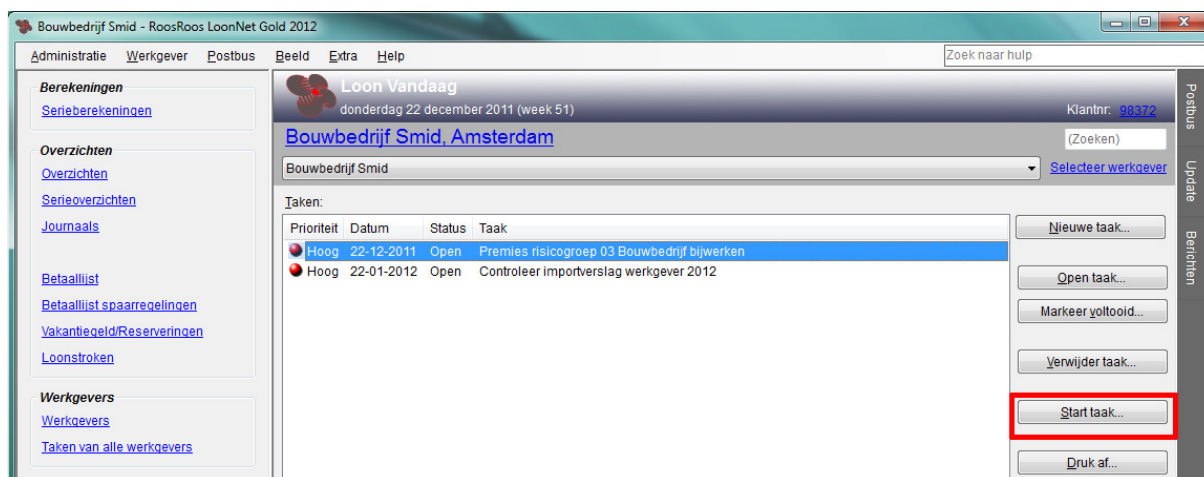 Bouwbedrijf Smid - RoosRoos LoonNet Gold 2012
Administratie Werkgever Postbus Beeld Extra Help
Zoek naar hulp
Berekeningen
Serieberekeningen
Overzichten
Overzichten
Serieoverzichten
Journaals
Betaallijst
Betaallijst spaarregelingen
Vakantiegeld/Reserveringen
Loonstroken
Werkgevers
Werkgevers
Taken van alle werkgevers
Loon Vandaag
donderdag 22 december 2011 (week 51)
Klantnr: 98372
Bouwbedrijf Smid, Amsterdam
(Zoeken)
Bouwbedrijf Smid
Selecteer werkgever
Taken:
Prioriteit Datum Status Taak
Hoog 22-12-2011 Open Premies risicogroep 03 Bouwbedrijf bijwerken
Hoog 22-01-2012 Open Controleer importverslag werkgever 2012
Nieuwe taak...
Open taak...
Markeer voltooid...
Verwijder taak...
Start taak...
Druk af...
Postbus
Update
Berichten